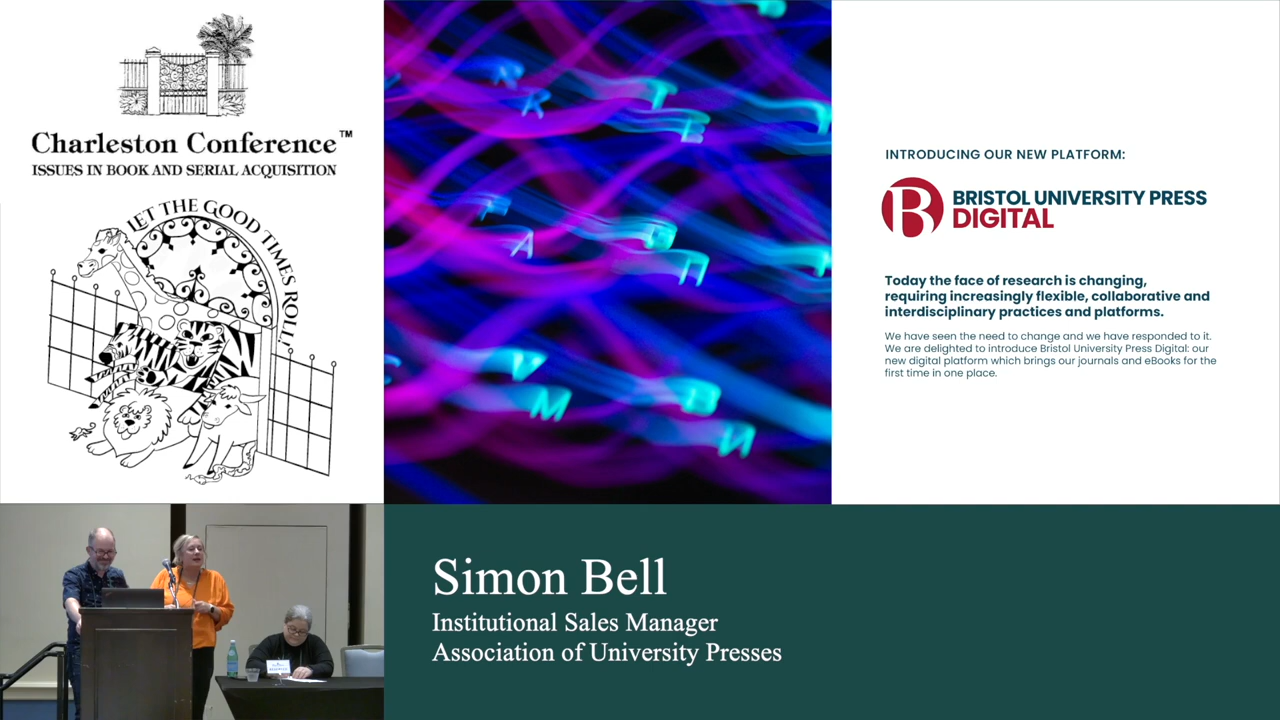 Charleston Conference™
ISSUES IN BOOK AND SERIAL ACQUISITION
LET THE GOOD TIMES ROLL!
INTRODUCING OUR NEW PLATFORM:
B
BRISTOL UNIVERSITY PRESS
DIGITAL
Today the face of research is changing,
requiring increasingly flexible, collaborative and
interdisciplinary practices and platforms.
We have seen the need to change and we have responded to it.
We are delighted to introduce Bristol University Press Digital: our
new digital platform which brings our journals and eBooks for the
first time in one place.
Simon Bell
Institutional Sales Manager
Association of University Presses